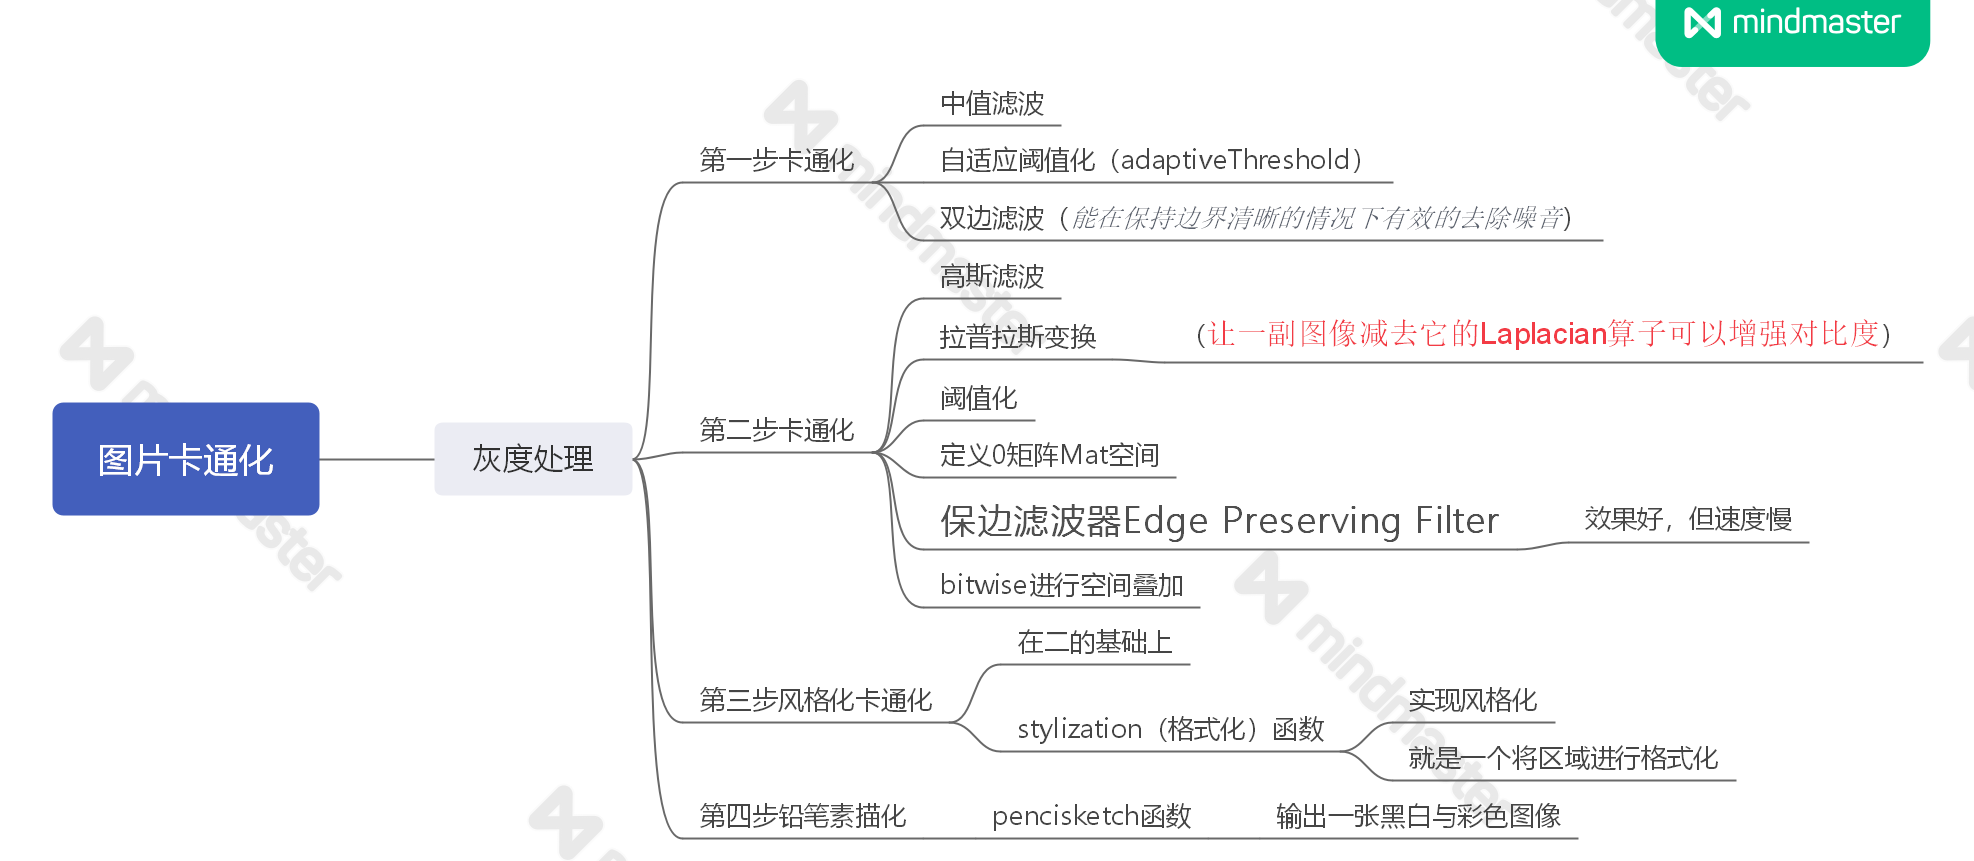 mindmaster
图片卡通化
灰度处理
第一步卡通化
中值滤波
自适应阈值化（adaptiveThreshold）
双边滤波（能在保持边界清晰的情况下有效的去除噪音)
第二步卡通化
高斯滤波
拉普拉斯变换
（让一副图像减去它的Laplacian算子可以增强对比度）
阈值化
定义0矩阵Mat空间
保边滤波器Edge Preserving Filter
效果好，但速度慢
bitwise进行空间叠加
第三步风格化卡通化
在二的基础上
stylization（格式化）函数
实现风格化
就是一个将区域进行格式化
第四步铅笔素描化
pencisketch函数
输出一张黑白与彩色图像
mindmaster
mindmaster
mindmaster